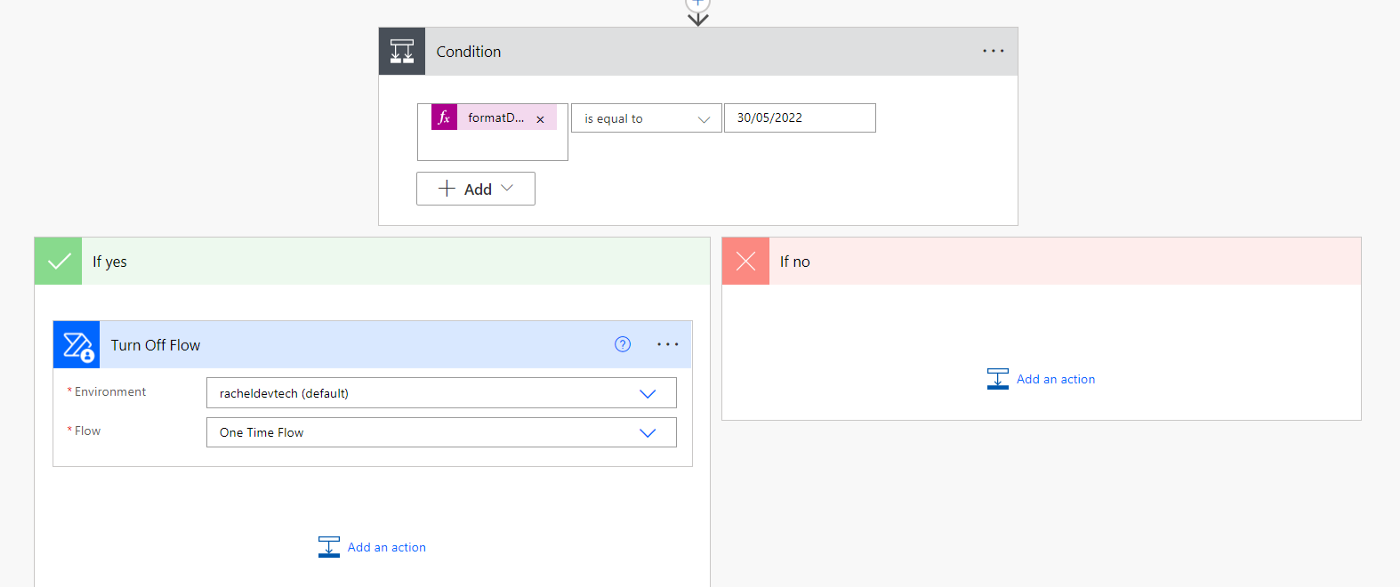 Condition
fx formatD... × is equal to 30/05/2022
+ Add
If yes
If no
Turn Off Flow ? ...
* Environment racheldevtech (default)
* Flow One Time Flow
Add an action
Add an action